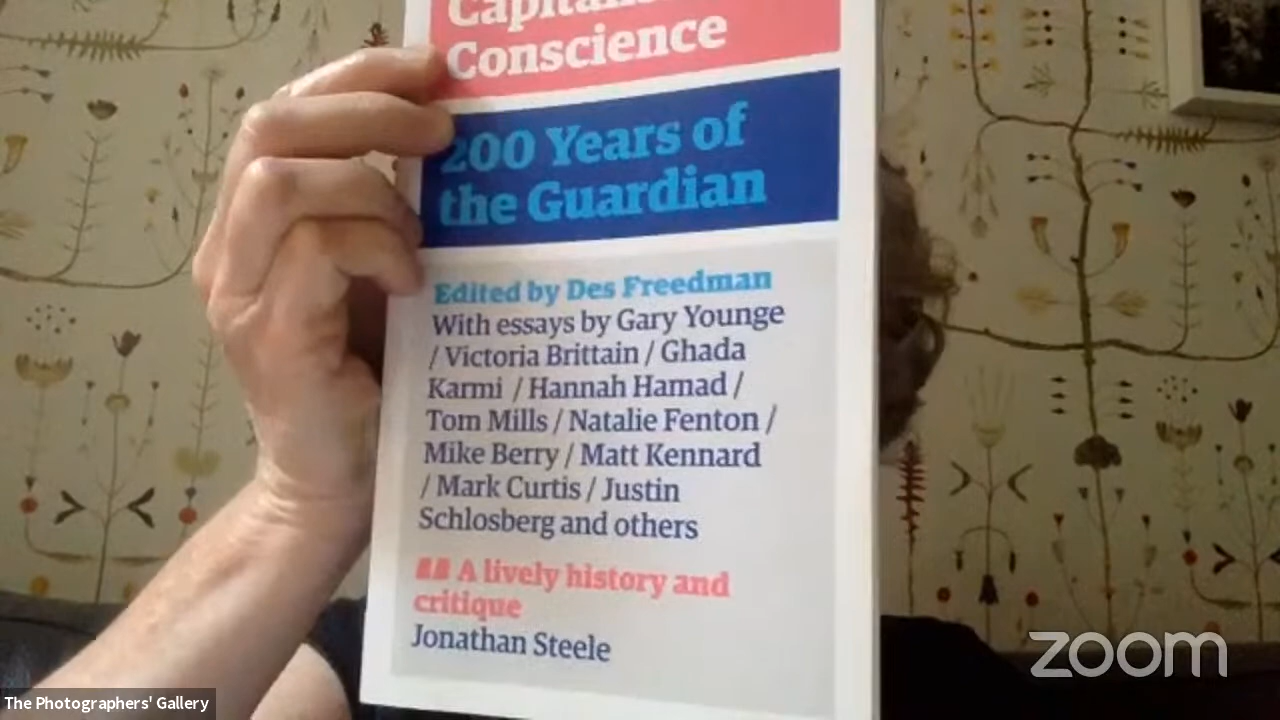 Conscience
200 Years of
the Guardian
Edited by Des Freedman
With essays by Gary Younge
/ Victoria Brittain / Ghada
Karmi / Hannah Hamad /
Tom Mills / Natalie Fenton /
Mike Berry / Matt Kennard
/ Mark Curtis / Justin
Schlosberg and others
❝ A lively history and
critique
Jonathan Steele
zoom
The Photographers' Gallery